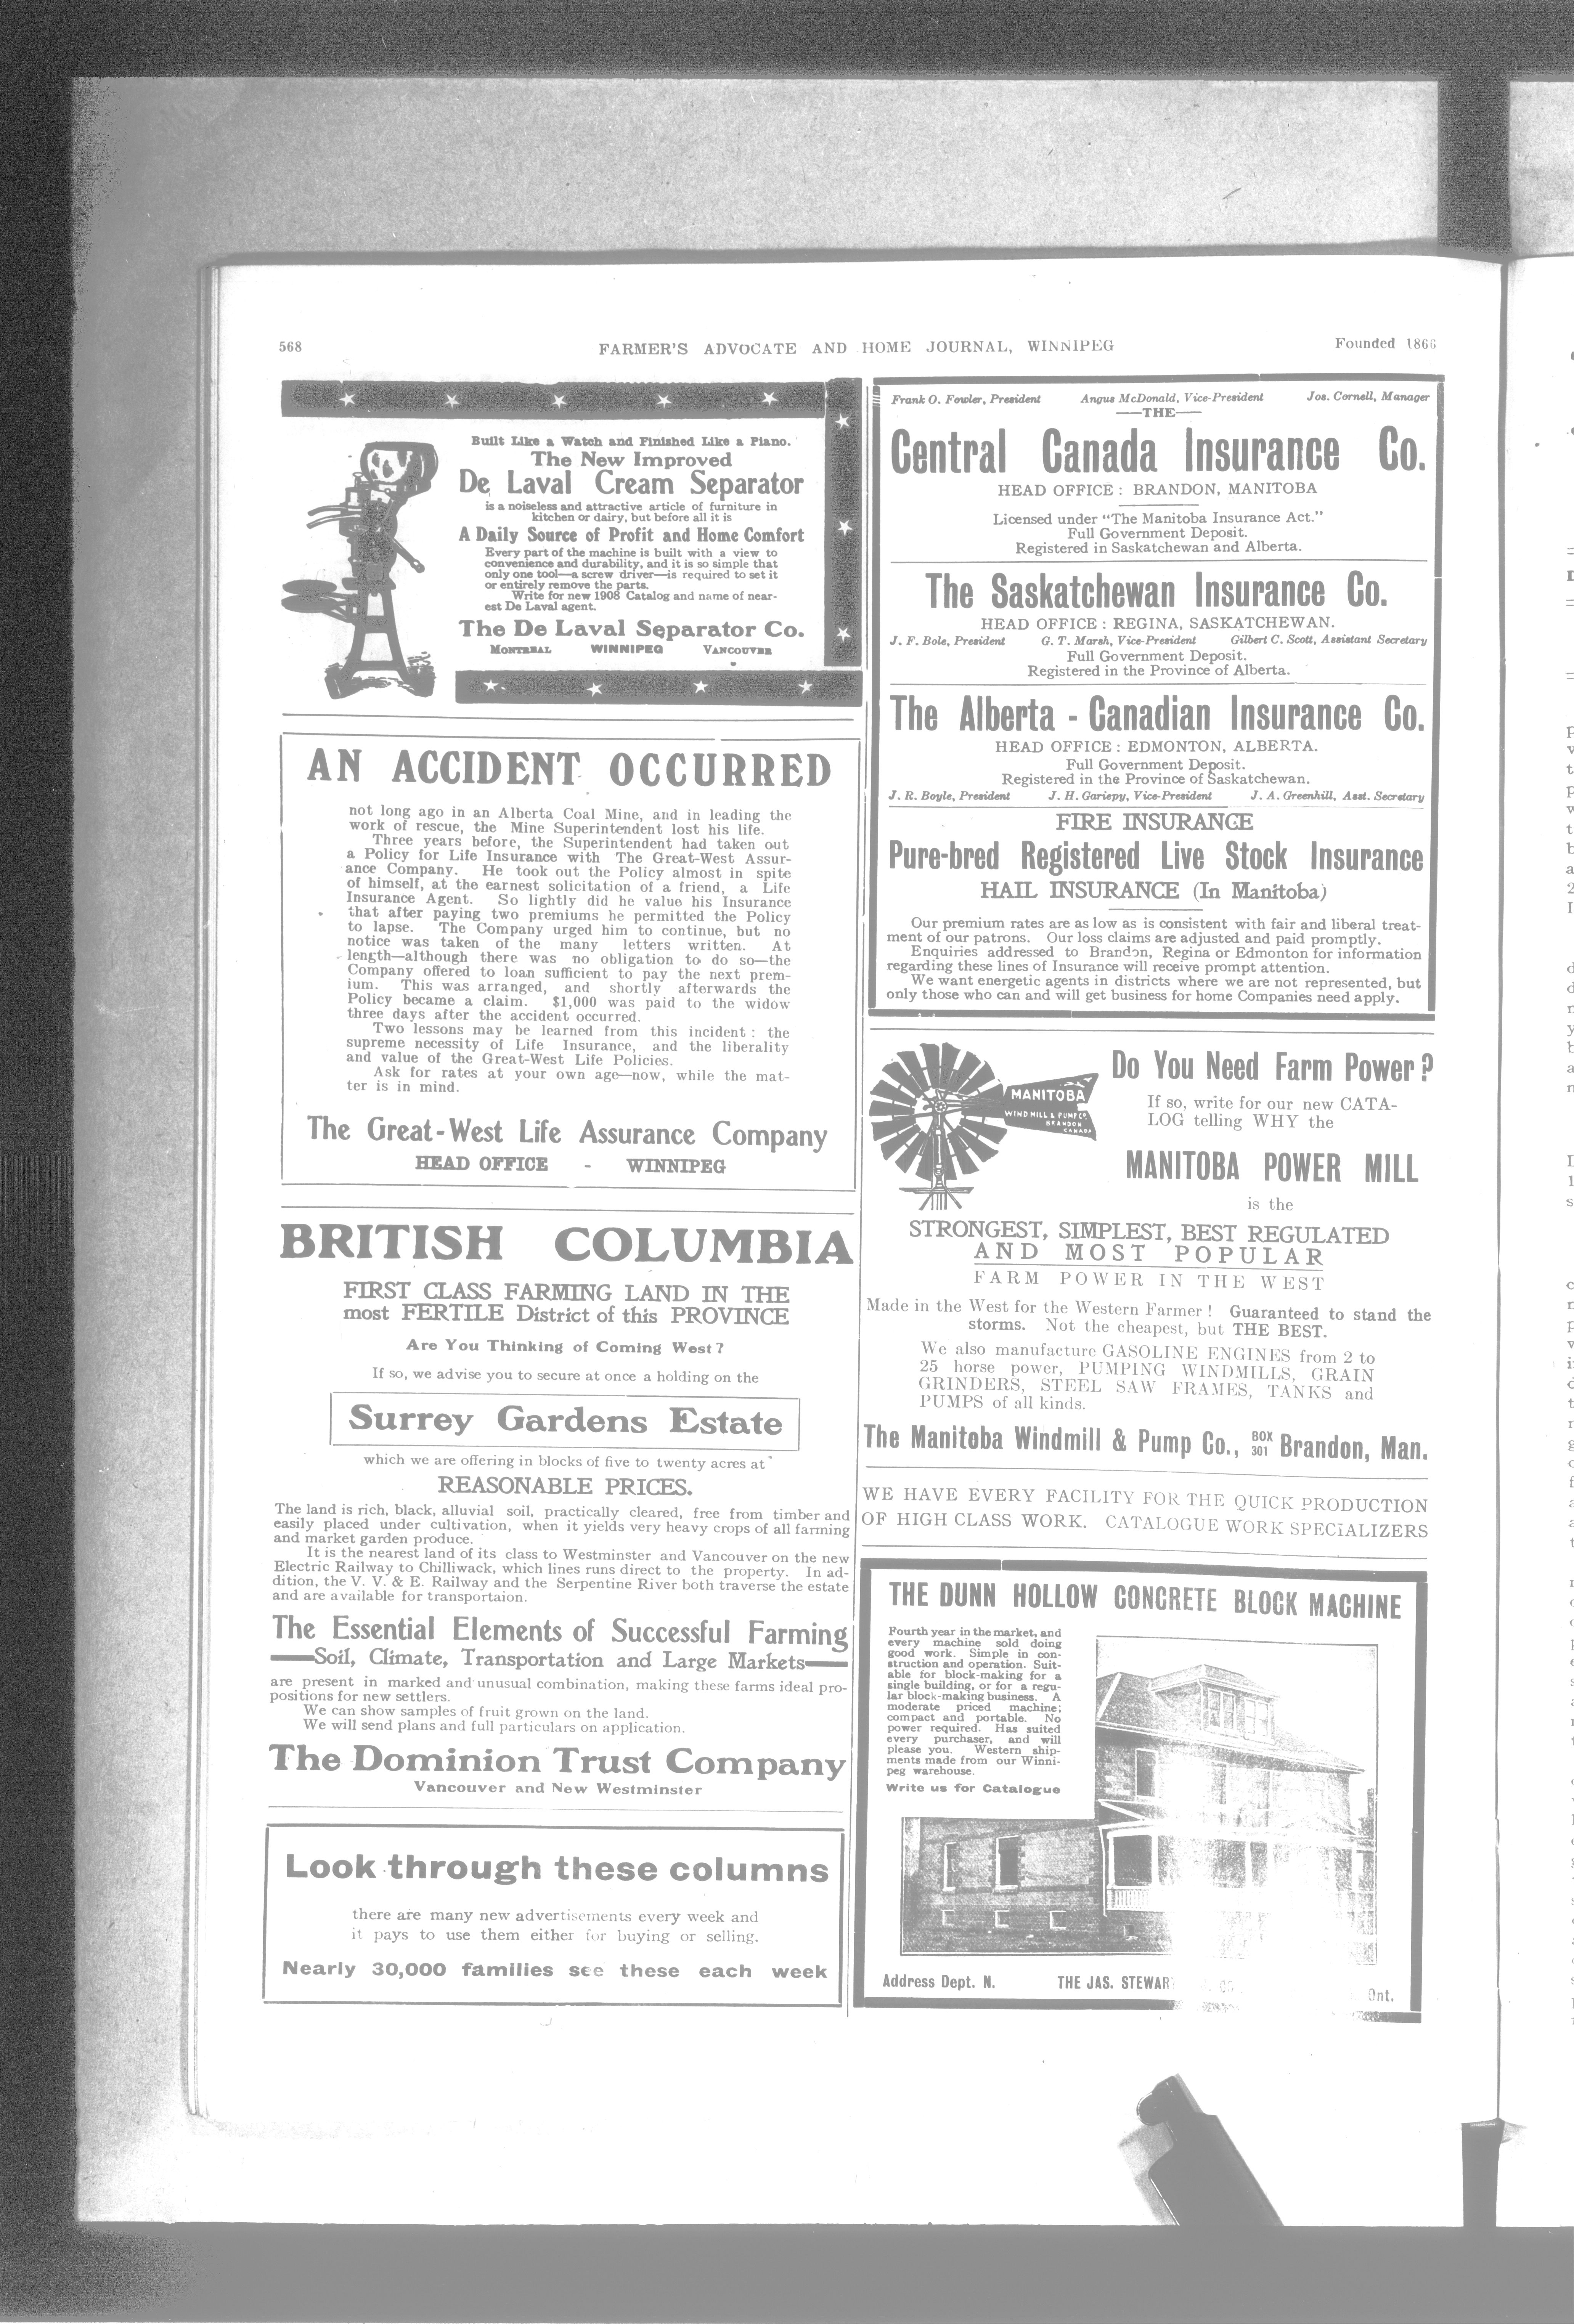 568
FARMER'S ADVOCATE AND HOME JOURNAL, WINNIPEG
Founded 1866
Built Like a Watch and Finished Like a Piano.
The New Improved
De Laval Cream Separator
is a noiseless and attractive article of furniture in
kitchen or dairy, but before all it is
A Daily Source of Profit and Home Comfort
Every part of the machine is built with a view to
convenience and durability, and it is so simple that
only one tool—a screw driver—is required to set it
or entirely remove the parts.
Write for new 1908 Catalog and name of near-
est De Laval agent.
The De Laval Separator Co.
MONTREAL WINNIPEG VANCOUVER
AN ACCIDENT OCCURRED
not long ago in an Alberta Coal Mine, and in leading the
work of rescue, the Mine Superintendent lost his life.
Three years before, the Superintendent had taken out
a Policy for Life Insurance with The Great-West Assur-
ance Company. He took out the Policy almost in spite
of himself, at the earnest solicitation of a friend, a Life
Insurance Agent. So lightly did he value his Insurance
that after paying two premiums he permitted the Policy
to lapse. The Company urged him to continue, but no
notice was taken of the many letters written. At
length—although there was no obligation to do so—the
Company offered to loan sufficient to pay the next prem-
ium. This was arranged, and shortly afterwards the
Policy became a claim. $1,000 was paid to the widow
three days after the accident occurred.
Two lessons may be learned from this incident : the
supreme necessity of Life Insurance, and the liberality
and value of the Great-West Life Policies.
Ask for rates at your own age—now, while the mat-
ter is in mind.
The Great-West Life Assurance Company
HEAD OFFICE - WINNIPEG
BRITISH COLUMBIA
FIRST CLASS FARMING LAND IN THE
most FERTILE District of this PROVINCE
Are You Thinking of Coming West ?
If so, we advise you to secure at once a holding on the
Surrey Gardens Estate
which we are offering in blocks of five to twenty acres at
REASONABLE PRICES.
The land is rich, black, alluvial soil, practically cleared, free from timber and
easily placed under cultivation, when it yields very heavy crops of all farming
and market garden produce.
It is the nearest land of its class to Westminster and Vancouver on the new
Electric Railway to Chilliwack, which lines runs direct to the property. In ad-
dition, the V. V. & E. Railway and the Serpentine River both traverse the estate
and are available for transportaion.
The Essential Elements of Successful Farming
—Soil, Climate, Transportation and Large Markets—
are present in marked and unusual combination, making these farms ideal pro-
positions for new settlers.
We can show samples of fruit grown on the land.
We will send plans and full particulars on application.
The Dominion Trust Company
Vancouver and New Westminster
Look through these columns
there are many new advertisements every week and
it pays to use them either for buying or selling.
Nearly 30,000 families see these each week
Frank O. Fowler, President Angus McDonald, Vice-President Jos. Cornell, Manager
—THE—
Central Canada Insurance Co.
HEAD OFFICE : BRANDON, MANITOBA
Licensed under "The Manitoba Insurance Act."
Full Government Deposit.
Registered in Saskatchewan and Alberta.
The Saskatchewan Insurance Co.
HEAD OFFICE : REGINA, SASKATCHEWAN.
J. F. Bole, President G. T. Marsh, Vice-President Gilbert C. Scott, Assistant Secretary
Full Government Deposit.
Registered in the Province of Alberta.
The Alberta - Canadian Insurance Co.
HEAD OFFICE : EDMONTON, ALBERTA.
Full Government Deposit.
Registered in the Province of Saskatchewan.
J. R. Boyle, President J. H. Gariepy, Vice-President J. A. Greenhill, Asst. Secretary
FIRE INSURANCE
Pure-bred Registered Live Stock Insurance
HAIL INSURANCE (In Manitoba)
Our premium rates are as low as is consistent with fair and liberal treat-
ment of our patrons. Our loss claims are adjusted and paid promptly.
Enquiries addressed to Brandon, Regina or Edmonton for information
regarding these lines of Insurance will receive prompt attention.
We want energetic agents in districts where we are not represented, but
only those who can and will get business for home Companies need apply.
MANITOBA
WIND MILL & PUMP CO.
BRANDON
CANADA
Do You Need Farm Power ?
If so, write for our new CATA-
LOG telling WHY the
MANITOBA POWER MILL
is the
STRONGEST, SIMPLEST, BEST REGULATED
AND MOST POPULAR
FARM POWER IN THE WEST
Made in the West for the Western Farmer ! Guaranteed to stand the
storms. Not the cheapest, but THE BEST.
We also manufacture GASOLINE ENGINES from 2 to
25 horse power, PUMPING WINDMILLS, GRAIN
GRINDERS, STEEL SAW FRAMES, TANKS and
PUMPS of all kinds.
The Manitoba Windmill & Pump Co., BOX 301 Brandon, Man.
WE HAVE EVERY FACILITY FOR THE QUICK PRODUCTION
OF HIGH CLASS WORK. CATALOGUE WORK SPECIALIZERS
THE DUNN HOLLOW CONCRETE BLOCK MACHINE
Fourth year in the market, and
every machine sold doing
good work. Simple in con-
struction and operation. Suit-
able for block-making for a
single building, or for a regu-
lar block-making business. A
moderate priced machine;
compact and portable. No
power required. Has suited
every purchaser, and will
please you. Western ship-
ments made from our Winni-
peg warehouse.
Write us for Catalogue
Address Dept. N. THE JAS. STEWAR Ont.